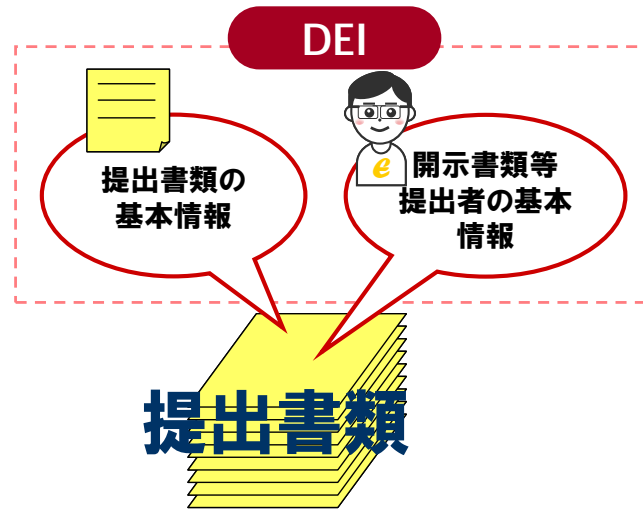 DEI
提出書類の
基本情報
e
開示書類等
提出者の基本
情報
提出書類